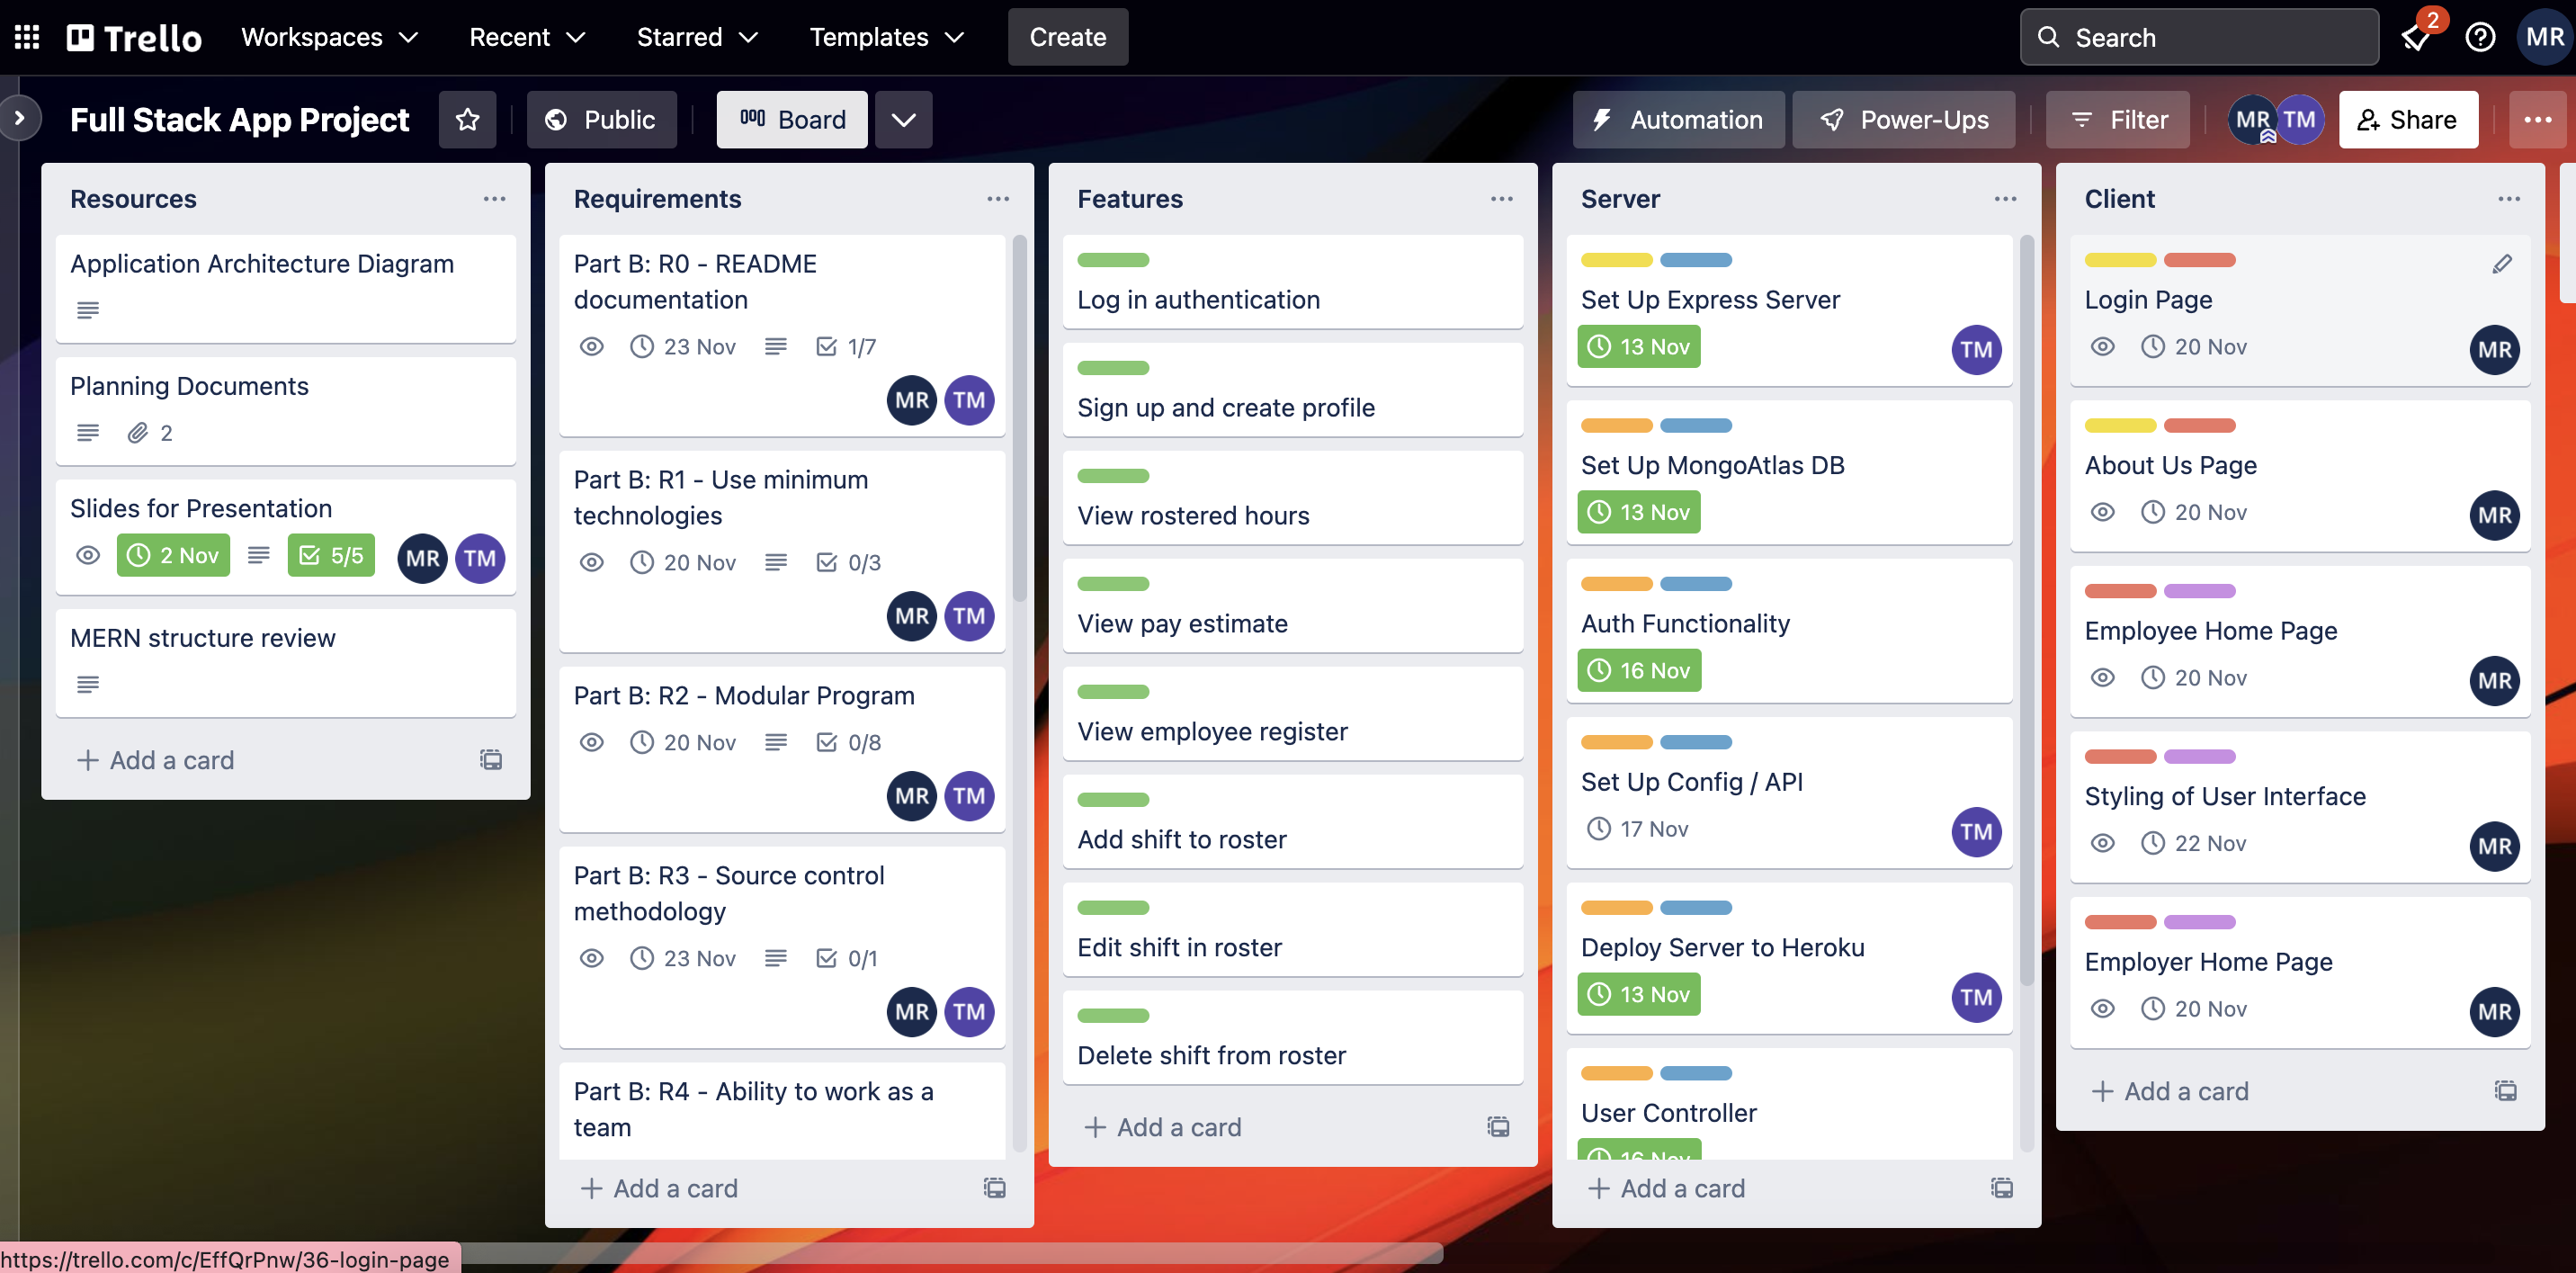 Trello
Workspaces
Recent
Starred
Templates
Create
Search
2
MR
Full Stack App Project
Public
Board
Automation
Power-Ups
Filter
MR
TM
Share
Resources
Application Architecture Diagram
Planning Documents
2
Slides for Presentation
2 Nov
5/5
MR
TM
MERN structure review
Add a card
Requirements
Part B: R0 - README
documentation
23 Nov
1/7
MR
TM
Part B: R1 - Use minimum
technologies
20 Nov
0/3
MR
TM
Part B: R2 - Modular Program
20 Nov
0/8
MR
TM
Part B: R3 - Source control
methodology
23 Nov
0/1
MR
TM
Part B: R4 - Ability to work as a
team
Add a card
Features
Log in authentication
Sign up and create profile
View rostered hours
View pay estimate
View employee register
Add shift to roster
Edit shift in roster
Delete shift from roster
Add a card
Server
Set Up Express Server
13 Nov
TM
Set Up MongoAtlas DB
13 Nov
Auth Functionality
16 Nov
Set Up Config / API
17 Nov
TM
Deploy Server to Heroku
13 Nov
TM
User Controller
16 Nov
Add a card
Client
Login Page
20 Nov
MR
About Us Page
20 Nov
MR
Employee Home Page
20 Nov
MR
Styling of User Interface
22 Nov
MR
Employer Home Page
20 Nov
MR
Add a card
https://trello.com/c/EffQrPnw/36-login-page